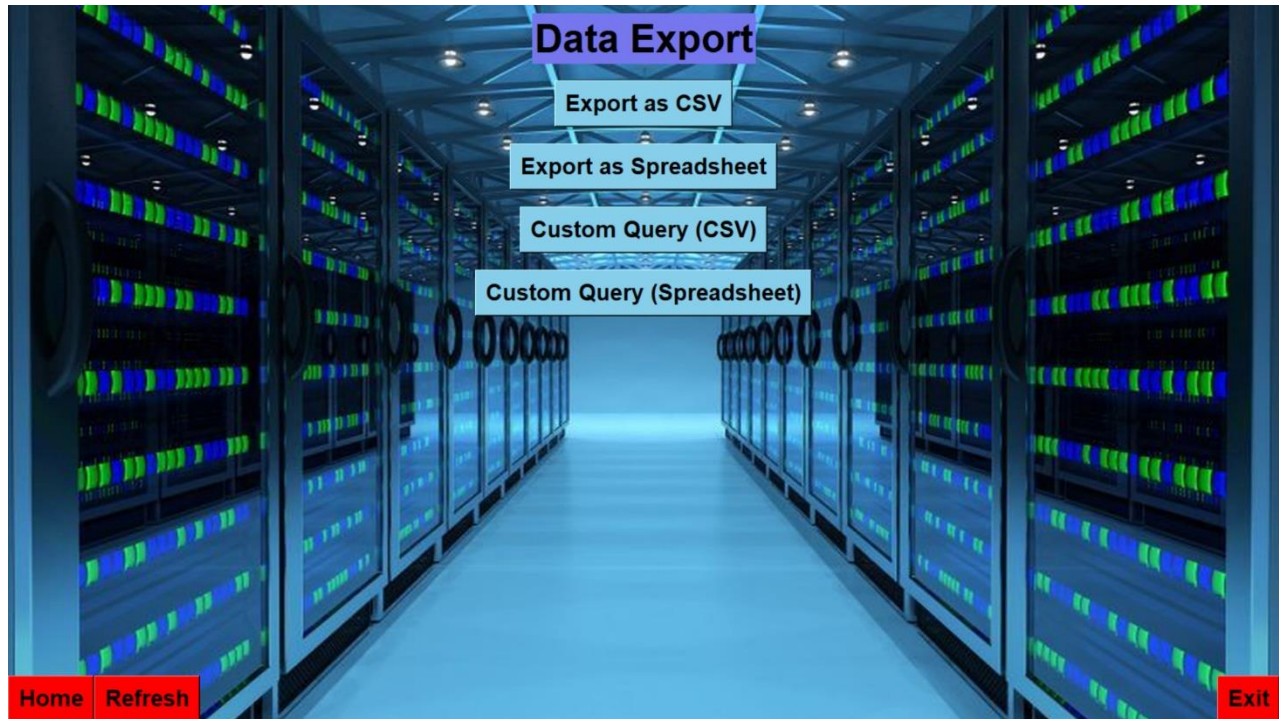 Data Export
Export as CSV
Export as Spreadsheet
Custom Query (CSV)
Custom Query (Spreadsheet)
Home Refresh Exit